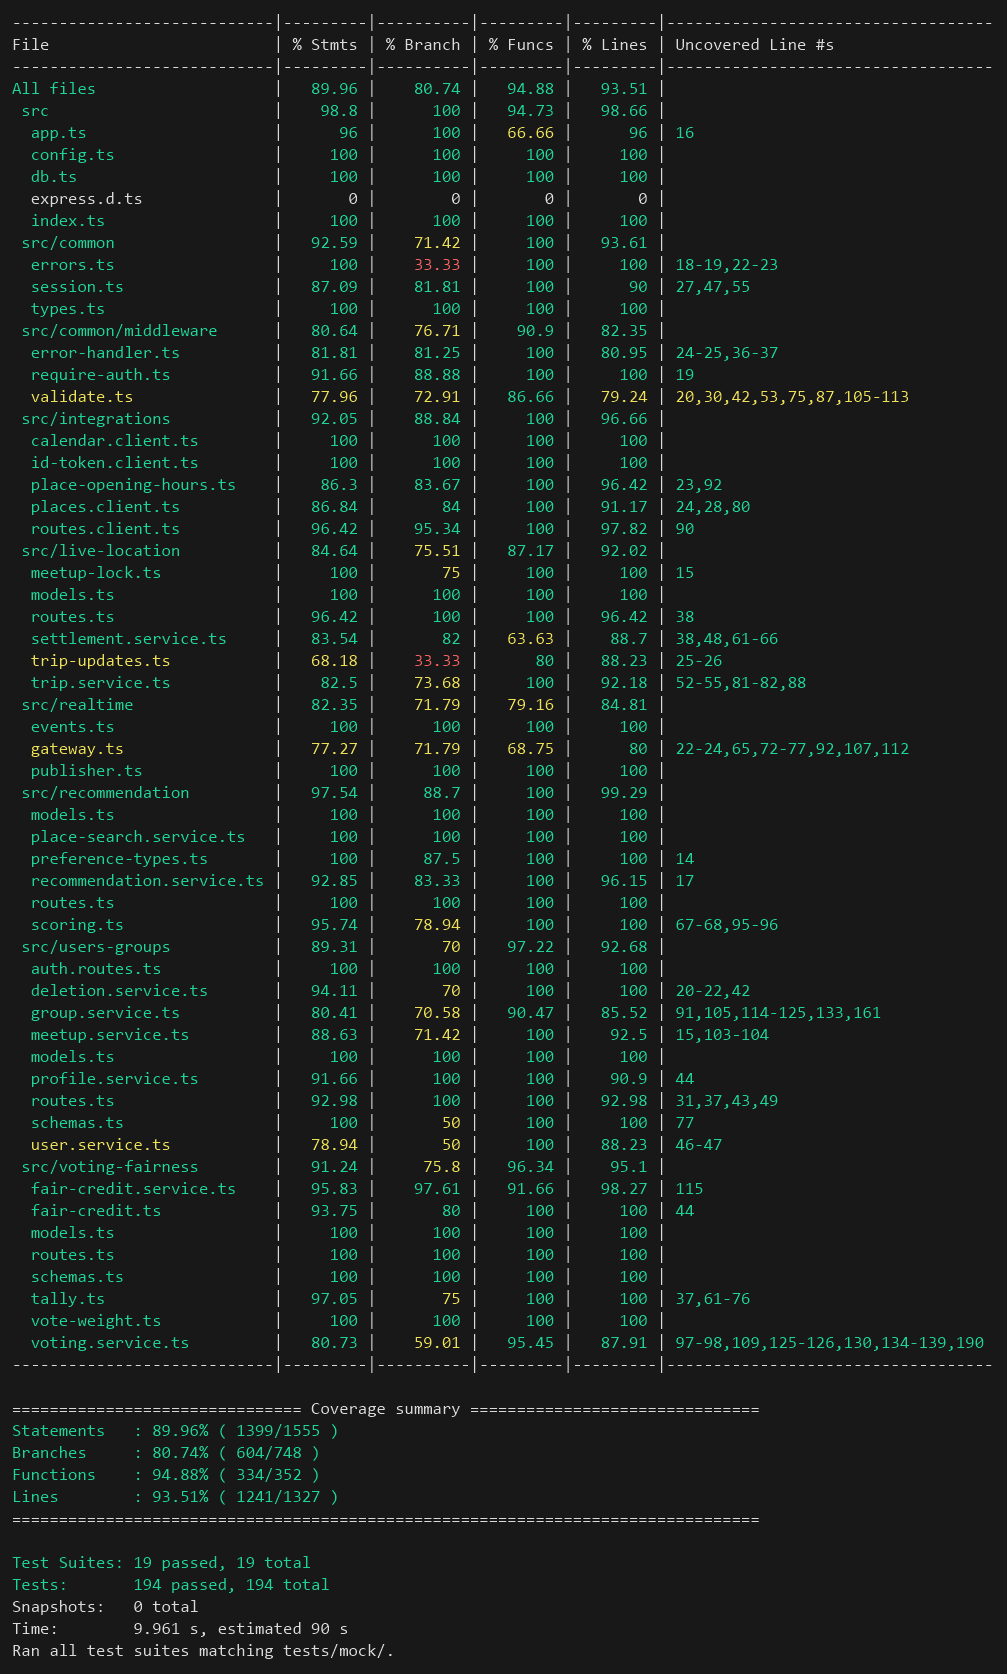 ----------------------------|---------|----------|---------|---------|-----------------------------------
File                        | % Stmts | % Branch | % Funcs | % Lines | Uncovered Line #s
----------------------------|---------|----------|---------|---------|-----------------------------------
All files                   |   89.96 |    80.74 |   94.88 |   93.51 |
 src                        |    98.8 |      100 |   94.73 |   98.66 |
  app.ts                    |      96 |      100 |   66.66 |      96 | 16
  config.ts                 |     100 |      100 |     100 |     100 |
  db.ts                     |     100 |      100 |     100 |     100 |
  express.d.ts              |       0 |        0 |       0 |       0 |
  index.ts                  |     100 |      100 |     100 |     100 |
 src/common                 |   92.59 |    71.42 |     100 |   93.61 |
  errors.ts                 |     100 |    33.33 |     100 |     100 | 18-19,22-23
  session.ts                |   87.09 |    81.81 |     100 |      90 | 27,47,55
  types.ts                  |     100 |      100 |     100 |     100 |
 src/common/middleware      |   80.64 |    76.71 |    90.9 |   82.35 |
  error-handler.ts          |   81.81 |    81.25 |     100 |   80.95 | 24-25,36-37
  require-auth.ts           |   91.66 |    88.88 |     100 |     100 | 19
  validate.ts               |   77.96 |    72.91 |   86.66 |   79.24 | 20,30,42,53,75,87,105-113
 src/integrations           |   92.05 |    88.84 |     100 |   96.66 |
  calendar.client.ts        |     100 |      100 |     100 |     100 |
  id-token.client.ts        |     100 |      100 |     100 |     100 |
  place-opening-hours.ts    |    86.3 |    83.67 |     100 |   96.42 | 23,92
  places.client.ts          |   86.84 |       84 |     100 |   91.17 | 24,28,80
  routes.client.ts          |   96.42 |    95.34 |     100 |   97.82 | 90
 src/live-location          |   84.64 |    75.51 |   87.17 |   92.02 |
  meetup-lock.ts            |     100 |       75 |     100 |     100 | 15
  models.ts                 |     100 |      100 |     100 |     100 |
  routes.ts                 |   96.42 |      100 |     100 |   96.42 | 38
  settlement.service.ts     |   83.54 |       82 |   63.63 |    88.7 | 38,48,61-66
  trip-updates.ts           |   68.18 |    33.33 |      80 |   88.23 | 25-26
  trip.service.ts           |    82.5 |    73.68 |     100 |   92.18 | 52-55,81-82,88
 src/realtime               |   82.35 |    71.79 |   79.16 |   84.81 |
  events.ts                 |     100 |      100 |     100 |     100 |
  gateway.ts                |   77.27 |    71.79 |   68.75 |      80 | 22-24,65,72-77,92,107,112
  publisher.ts              |     100 |      100 |     100 |     100 |
 src/recommendation         |   97.54 |     88.7 |     100 |   99.29 |
  models.ts                 |     100 |      100 |     100 |     100 |
  place-search.service.ts   |     100 |      100 |     100 |     100 |
  preference-types.ts       |     100 |     87.5 |     100 |     100 | 14
  recommendation.service.ts |   92.85 |    83.33 |     100 |   96.15 | 17
  routes.ts                 |     100 |      100 |     100 |     100 |
  scoring.ts                |   95.74 |    78.94 |     100 |     100 | 67-68,95-96
 src/users-groups           |   89.31 |       70 |   97.22 |   92.68 |
  auth.routes.ts            |     100 |      100 |     100 |     100 |
  deletion.service.ts       |   94.11 |       70 |     100 |     100 | 20-22,42
  group.service.ts          |   80.41 |    70.58 |   90.47 |   85.52 | 91,105,114-125,133,161
  meetup.service.ts         |   88.63 |    71.42 |     100 |    92.5 | 15,103-104
  models.ts                 |     100 |      100 |     100 |     100 |
  profile.service.ts        |   91.66 |      100 |     100 |    90.9 | 44
  routes.ts                 |   92.98 |      100 |     100 |   92.98 | 31,37,43,49
  schemas.ts                |     100 |       50 |     100 |     100 | 77
  user.service.ts           |   78.94 |       50 |     100 |   88.23 | 46-47
 src/voting-fairness        |   91.24 |     75.8 |   96.34 |    95.1 |
  fair-credit.service.ts    |   95.83 |    97.61 |   91.66 |   98.27 | 115
  fair-credit.ts            |   93.75 |       80 |     100 |     100 | 44
  models.ts                 |     100 |      100 |     100 |     100 |
  routes.ts                 |     100 |      100 |     100 |     100 |
  schemas.ts                |     100 |      100 |     100 |     100 |
  tally.ts                  |   97.05 |       75 |     100 |     100 | 37,61-76
  vote-weight.ts            |     100 |      100 |     100 |     100 |
  voting.service.ts         |   80.73 |    59.01 |   95.45 |   87.91 | 97-98,109,125-126,130,134-139,190
----------------------------|---------|----------|---------|---------|-----------------------------------
=============================== Coverage summary ===============================
Statements   : 89.96% ( 1399/1555 )
Branches     : 80.74% ( 604/748 )
Functions    : 94.88% ( 334/352 )
Lines        : 93.51% ( 1241/1327 )
================================================================================
Test Suites: 19 passed, 19 total
Tests:       194 passed, 194 total
Snapshots:   0 total
Time:        9.961 s, estimated 90 s
Ran all test suites matching tests/mock/.